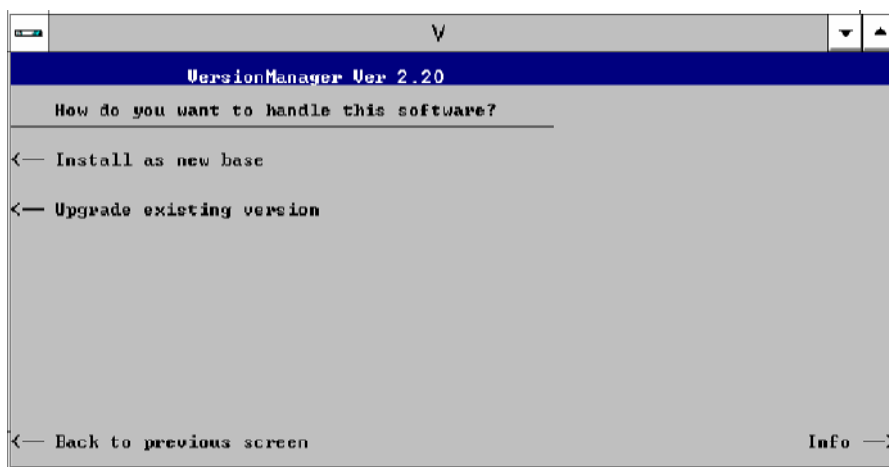 V
VersionManager Ver 2.20
How do you want to handle this software?
<— Install as new base
<— Upgrade existing version
<— Back to previous screen
Info —>